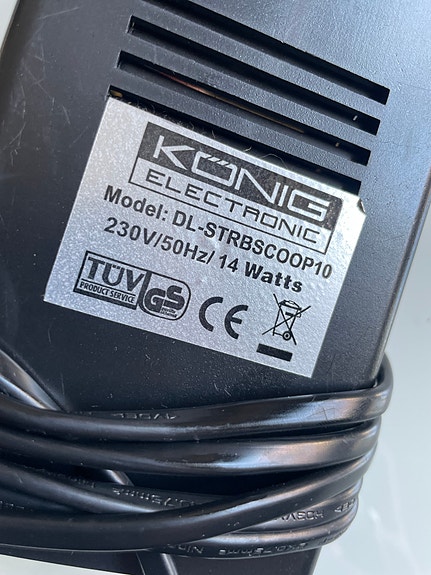 KÖNIG
ELECTRONIC
Model: DL-STRBSCOOP10
230V/50Hz/ 14 Watts
TÜV
PRODUCT SERVICE
GS
CE